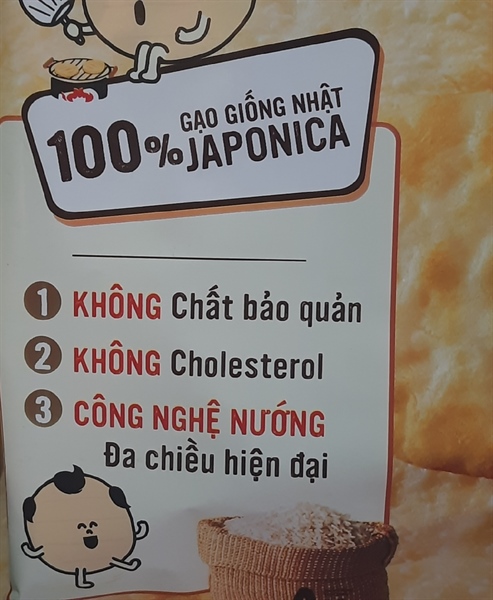 GẠO GIỐNG NHẬT
100% JAPONICA
1 KHÔNG Chất bảo quản
2 KHÔNG Cholesterol
3 CÔNG NGHỆ NƯỚNG
Đa chiều hiện đại